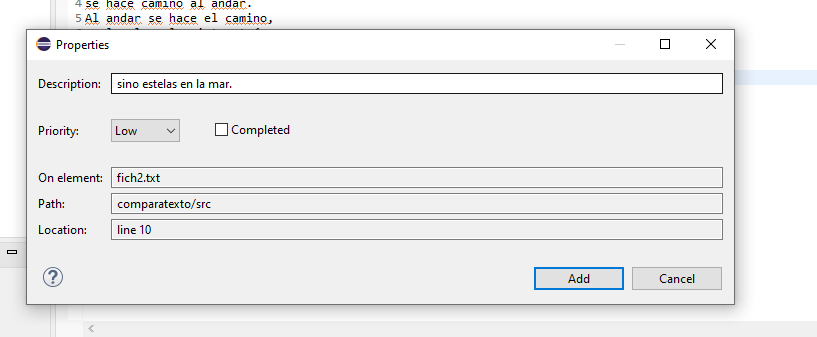 4 se hace camino al andar.
5 Al andar se hace el camino,
Properties
Description: sino estelas en la mar.
Priority: Low Completed
On element: fich2.txt
Path: comparatexto/src
Location: line 10
Add Cancel